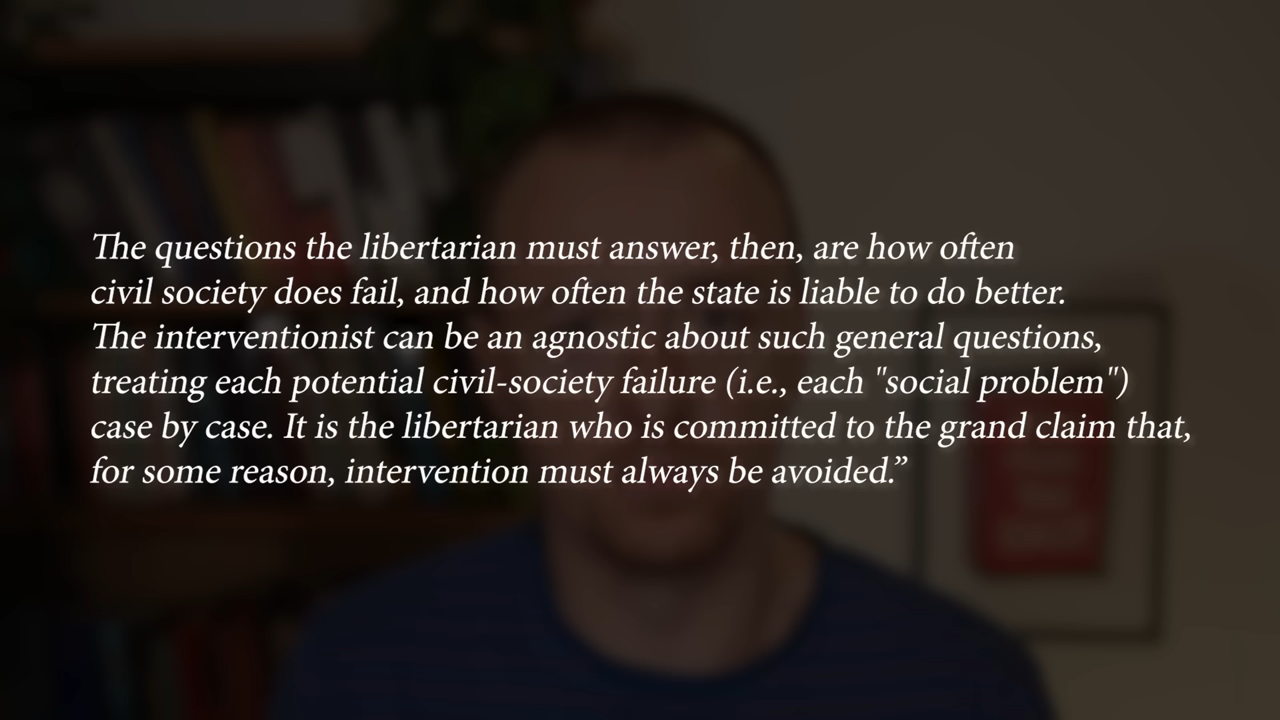 The questions the libertarian must answer, then, are how often
civil society does fail, and how often the state is liable to do better.
The interventionist can be an agnostic about such general questions,
treating each potential civil-society failure (i.e., each "social problem")
case by case. It is the libertarian who is committed to the grand claim that,
for some reason, intervention must always be avoided.”